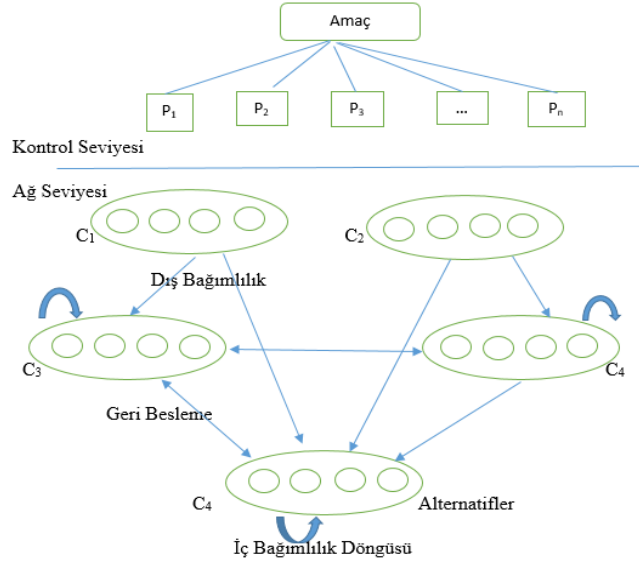 Amaç
P₁ P₂ P₃ ... Pₙ
Kontrol Seviyesi
Ağ Seviyesi
C₁ C₂
Dış Bağımlılık
C₃ C₄
Geri Besleme
C₄ Alternatifler
İç Bağımlılık Döngüsü